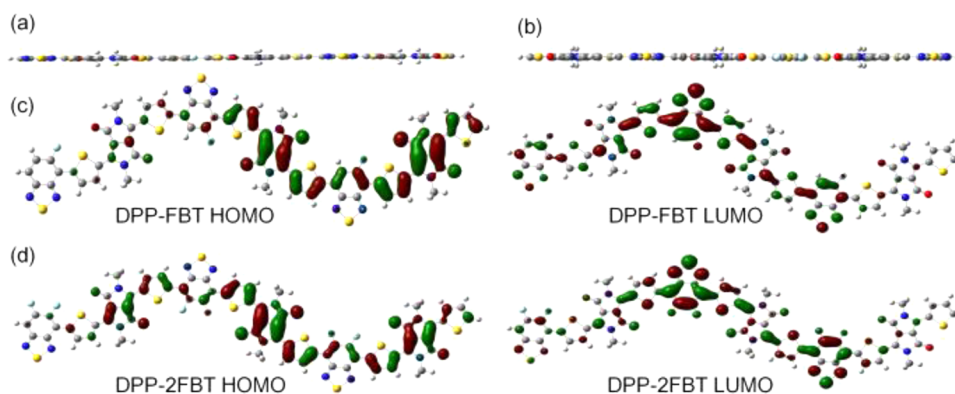 (a)
(b)
(c)
DPP-FBT HOMO
DPP-FBT LUMO
(d)
DPP-2FBT HOMO
DPP-2FBT LUMO